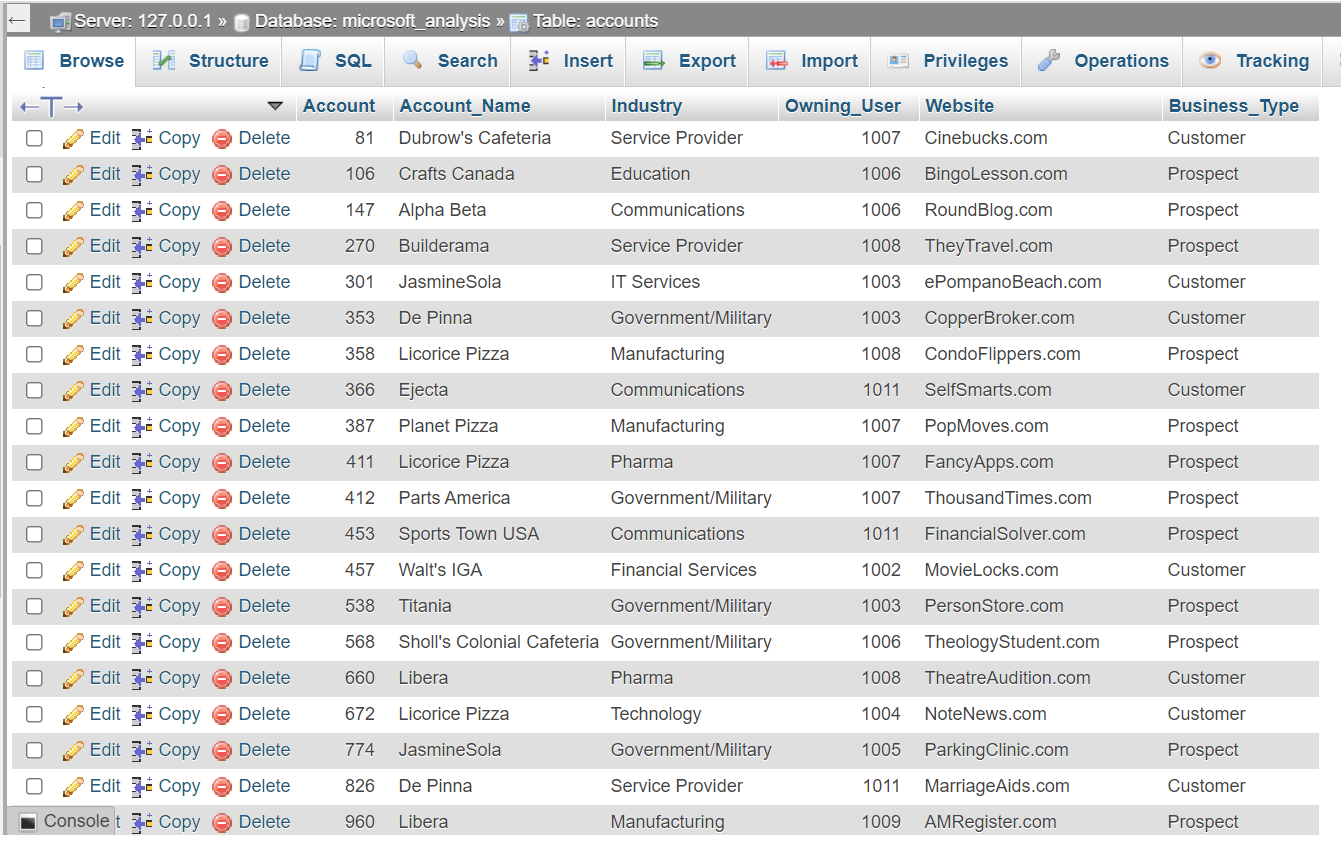 Server: 127.0.0.1 » Database: microsoft_analysis » Table: accounts
Browse Structure SQL Search Insert Export Import Privileges Operations Tracking
←T→ Account Account_Name Industry Owning_User Website Business_Type
Edit Copy Delete 81 Dubrow's Cafeteria Service Provider 1007 Cinebucks.com Customer
Edit Copy Delete 106 Crafts Canada Education 1006 BingoLesson.com Prospect
Edit Copy Delete 147 Alpha Beta Communications 1006 RoundBlog.com Prospect
Edit Copy Delete 270 Builderama Service Provider 1008 TheyTravel.com Prospect
Edit Copy Delete 301 JasmineSola IT Services 1003 ePompanoBeach.com Customer
Edit Copy Delete 353 De Pinna Government/Military 1003 CopperBroker.com Customer
Edit Copy Delete 358 Licorice Pizza Manufacturing 1008 CondoFlippers.com Prospect
Edit Copy Delete 366 Ejecta Communications 1011 SelfSmarts.com Customer
Edit Copy Delete 387 Planet Pizza Manufacturing 1007 PopMoves.com Prospect
Edit Copy Delete 411 Licorice Pizza Pharma 1007 FancyApps.com Prospect
Edit Copy Delete 412 Parts America Government/Military 1007 ThousandTimes.com Prospect
Edit Copy Delete 453 Sports Town USA Communications 1011 FinancialSolver.com Prospect
Edit Copy Delete 457 Walt's IGA Financial Services 1002 MovieLocks.com Customer
Edit Copy Delete 538 Titania Government/Military 1003 PersonStore.com Prospect
Edit Copy Delete 568 Sholl's Colonial Cafeteria Government/Military 1006 TheologyStudent.com Prospect
Edit Copy Delete 660 Libera Pharma 1008 TheatreAudition.com Customer
Edit Copy Delete 672 Licorice Pizza Technology 1004 NoteNews.com Customer
Edit Copy Delete 774 JasmineSola Government/Military 1005 ParkingClinic.com Prospect
Edit Copy Delete 826 De Pinna Service Provider 1011 MarriageAids.com Customer
Console t Copy Delete 960 Libera Manufacturing 1009 AMRegister.com Prospect